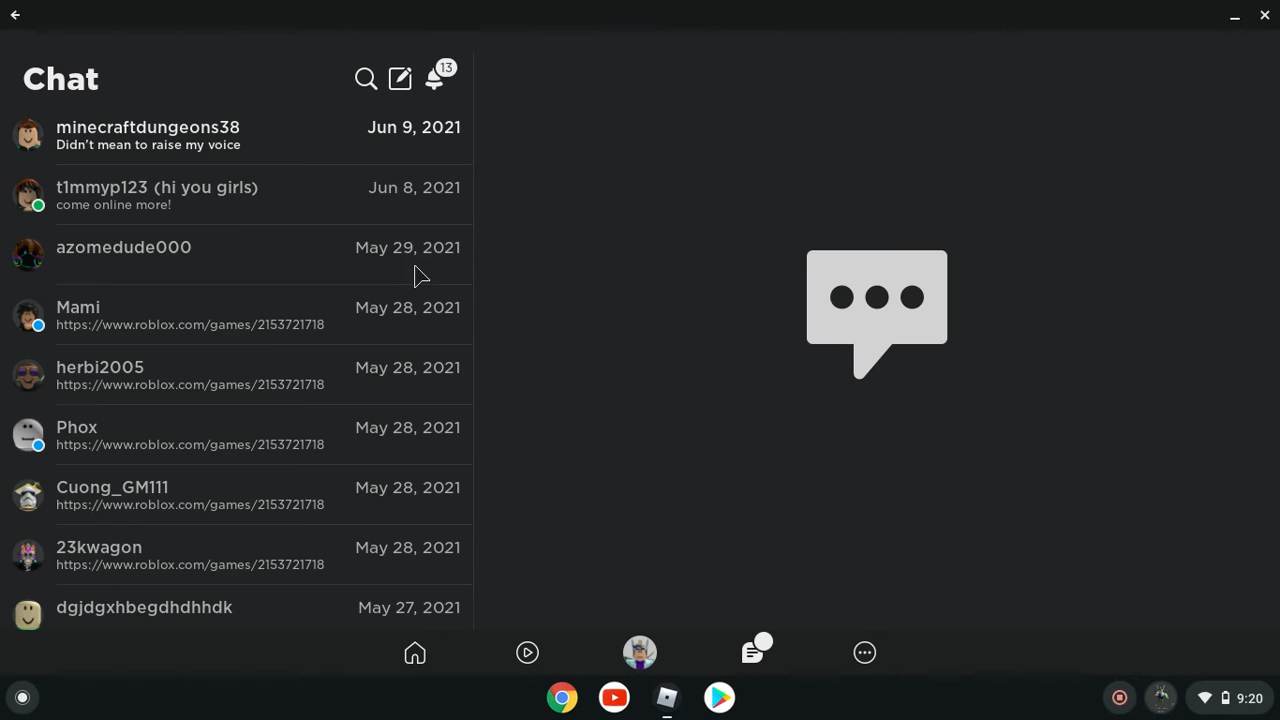 Chat
13
minecraftdungeons38 Jun 9, 2021
Didn't mean to raise my voice
t1mmyp123 (hi you girls) Jun 8, 2021
come online more!
azomedude000 May 29, 2021
Mami May 28, 2021
https://www.roblox.com/games/2153721718
herbi2005 May 28, 2021
https://www.roblox.com/games/2153721718
Phox May 28, 2021
https://www.roblox.com/games/2153721718
Cuong_GM111 May 28, 2021
https://www.roblox.com/games/2153721718
23kwagon May 28, 2021
https://www.roblox.com/games/2153721718
dgjdgxhbegdhdhhdk May 27, 2021
9:20